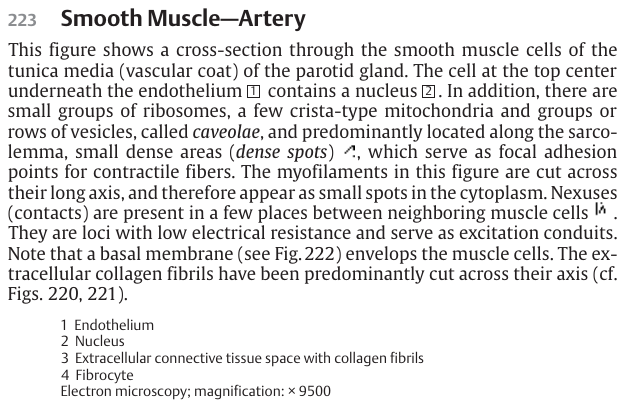 223 Smooth Muscle—Artery
This figure shows a cross-section through the smooth muscle cells of the
tunica media (vascular coat) of the parotid gland. The cell at the top center
underneath the endothelium 1 contains a nucleus 2. In addition, there are
small groups of ribosomes, a few crista-type mitochondria and groups or
rows of vesicles, called caveolae, and predominantly located along the sarco-
lemma, small dense areas (dense spots) , which serve as focal adhesion
points for contractile fibers. The myofilaments in this figure are cut across
their long axis, and therefore appear as small spots in the cytoplasm. Nexuses
(contacts) are present in a few places between neighboring muscle cells .
They are loci with low electrical resistance and serve as excitation conduits.
Note that a basal membrane (see Fig. 222) envelops the muscle cells. The ex-
tracellular collagen fibrils have been predominantly cut across their axis (cf.
Figs. 220, 221).
1 Endothelium
2 Nucleus
3 Extracellular connective tissue space with collagen fibrils
4 Fibrocyte
Electron microscopy; magnification: × 9500